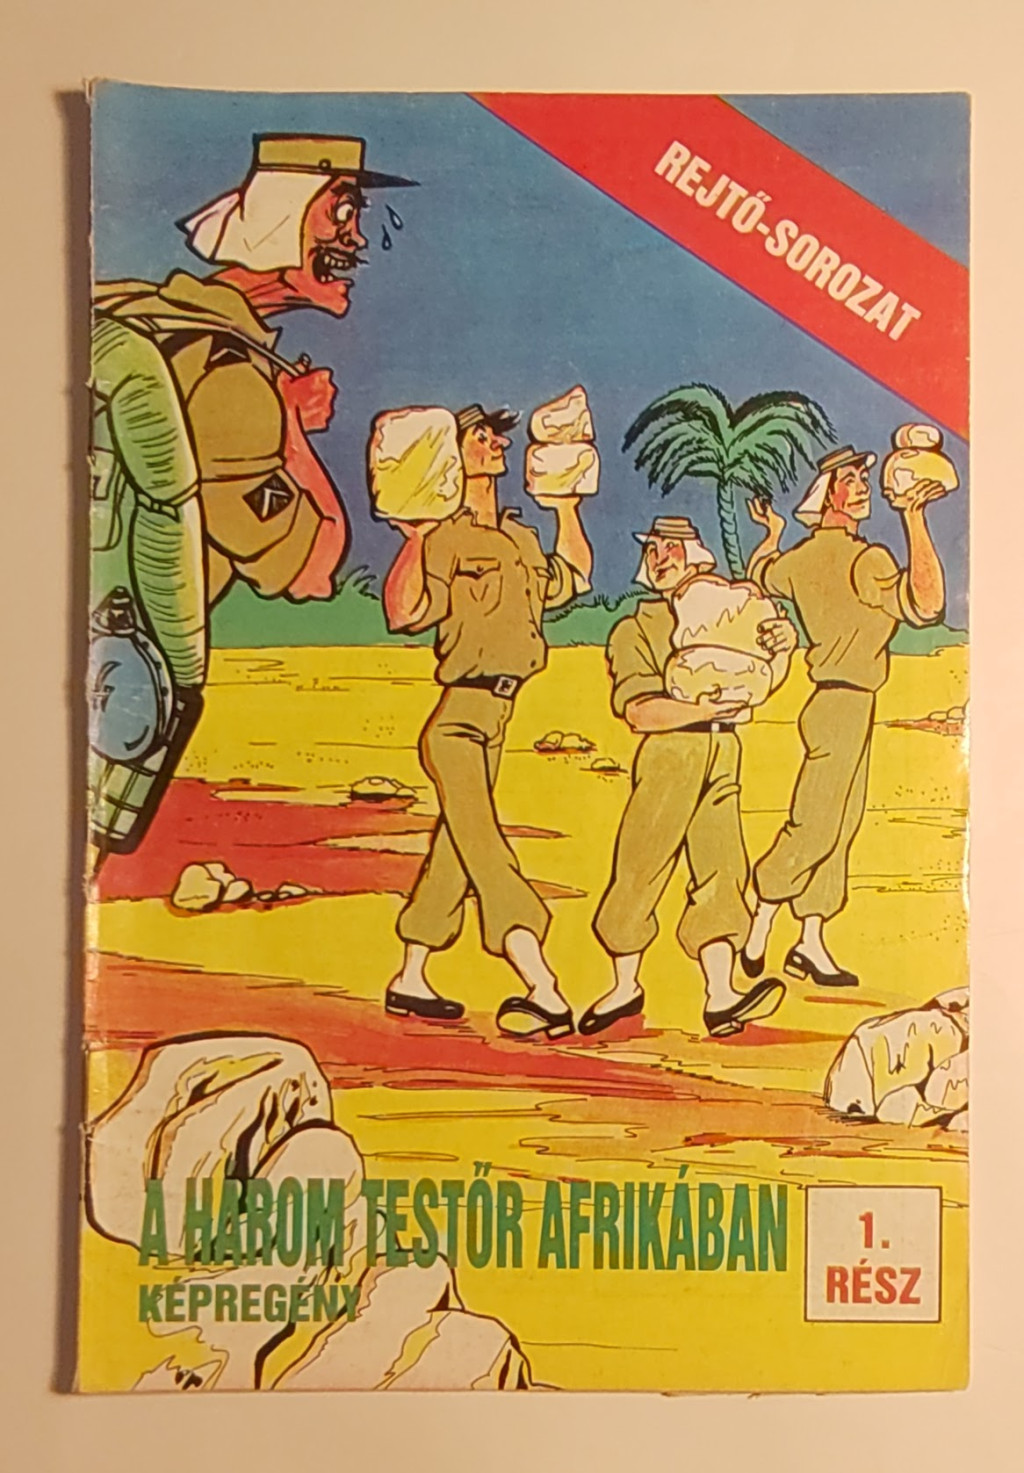 REJTŐ-SOROZAT
A HÁROM TESTŐR AFRIKÁBAN
KÉPREGÉNY
1.
RÉSZ